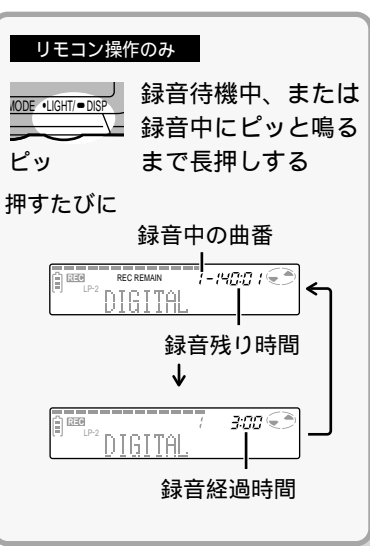 リモコン操作のみ
MODE •LIGHT/ DISP
録音待機中、または
録音中にピッと鳴る
まで長押しする
ピッ
押すたびに
録音中の曲番
REC REC REMAIN 1-140:01
LP-2 DIGITAL
録音残り時間
REC 1 3:00
LP-2 DIGITAL
録音経過時間